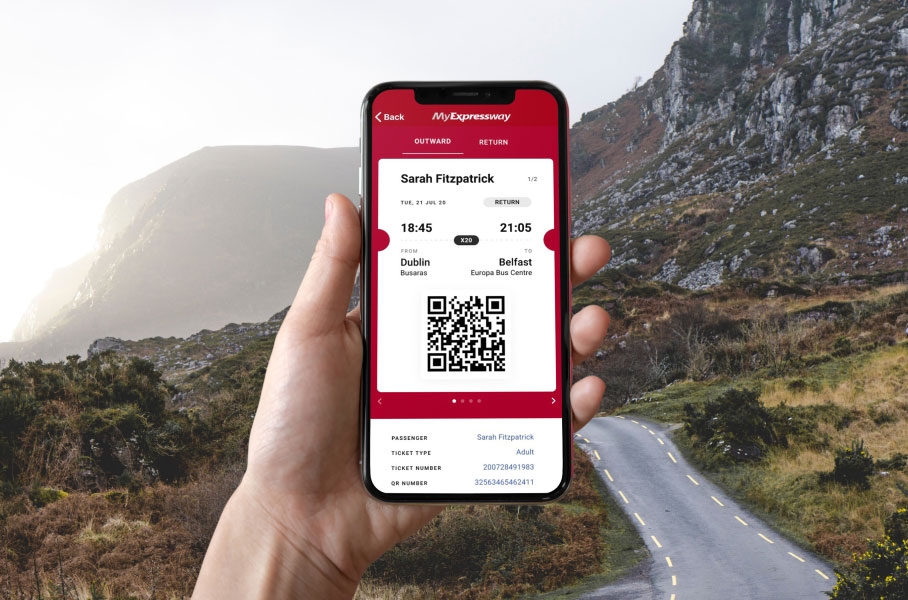 Back
MyExpressway
OUTWARD RETURN
Sarah Fitzpatrick 1/2
TUE, 21 JUL 20 RETURN
18:45 21:05
X20
FROM TO
Dublin Belfast
Busaras Europa Bus Centre
PASSENGER Sarah Fitzpatrick
TICKET TYPE Adult
TICKET NUMBER 200728491983
QR NUMBER 32563465462411